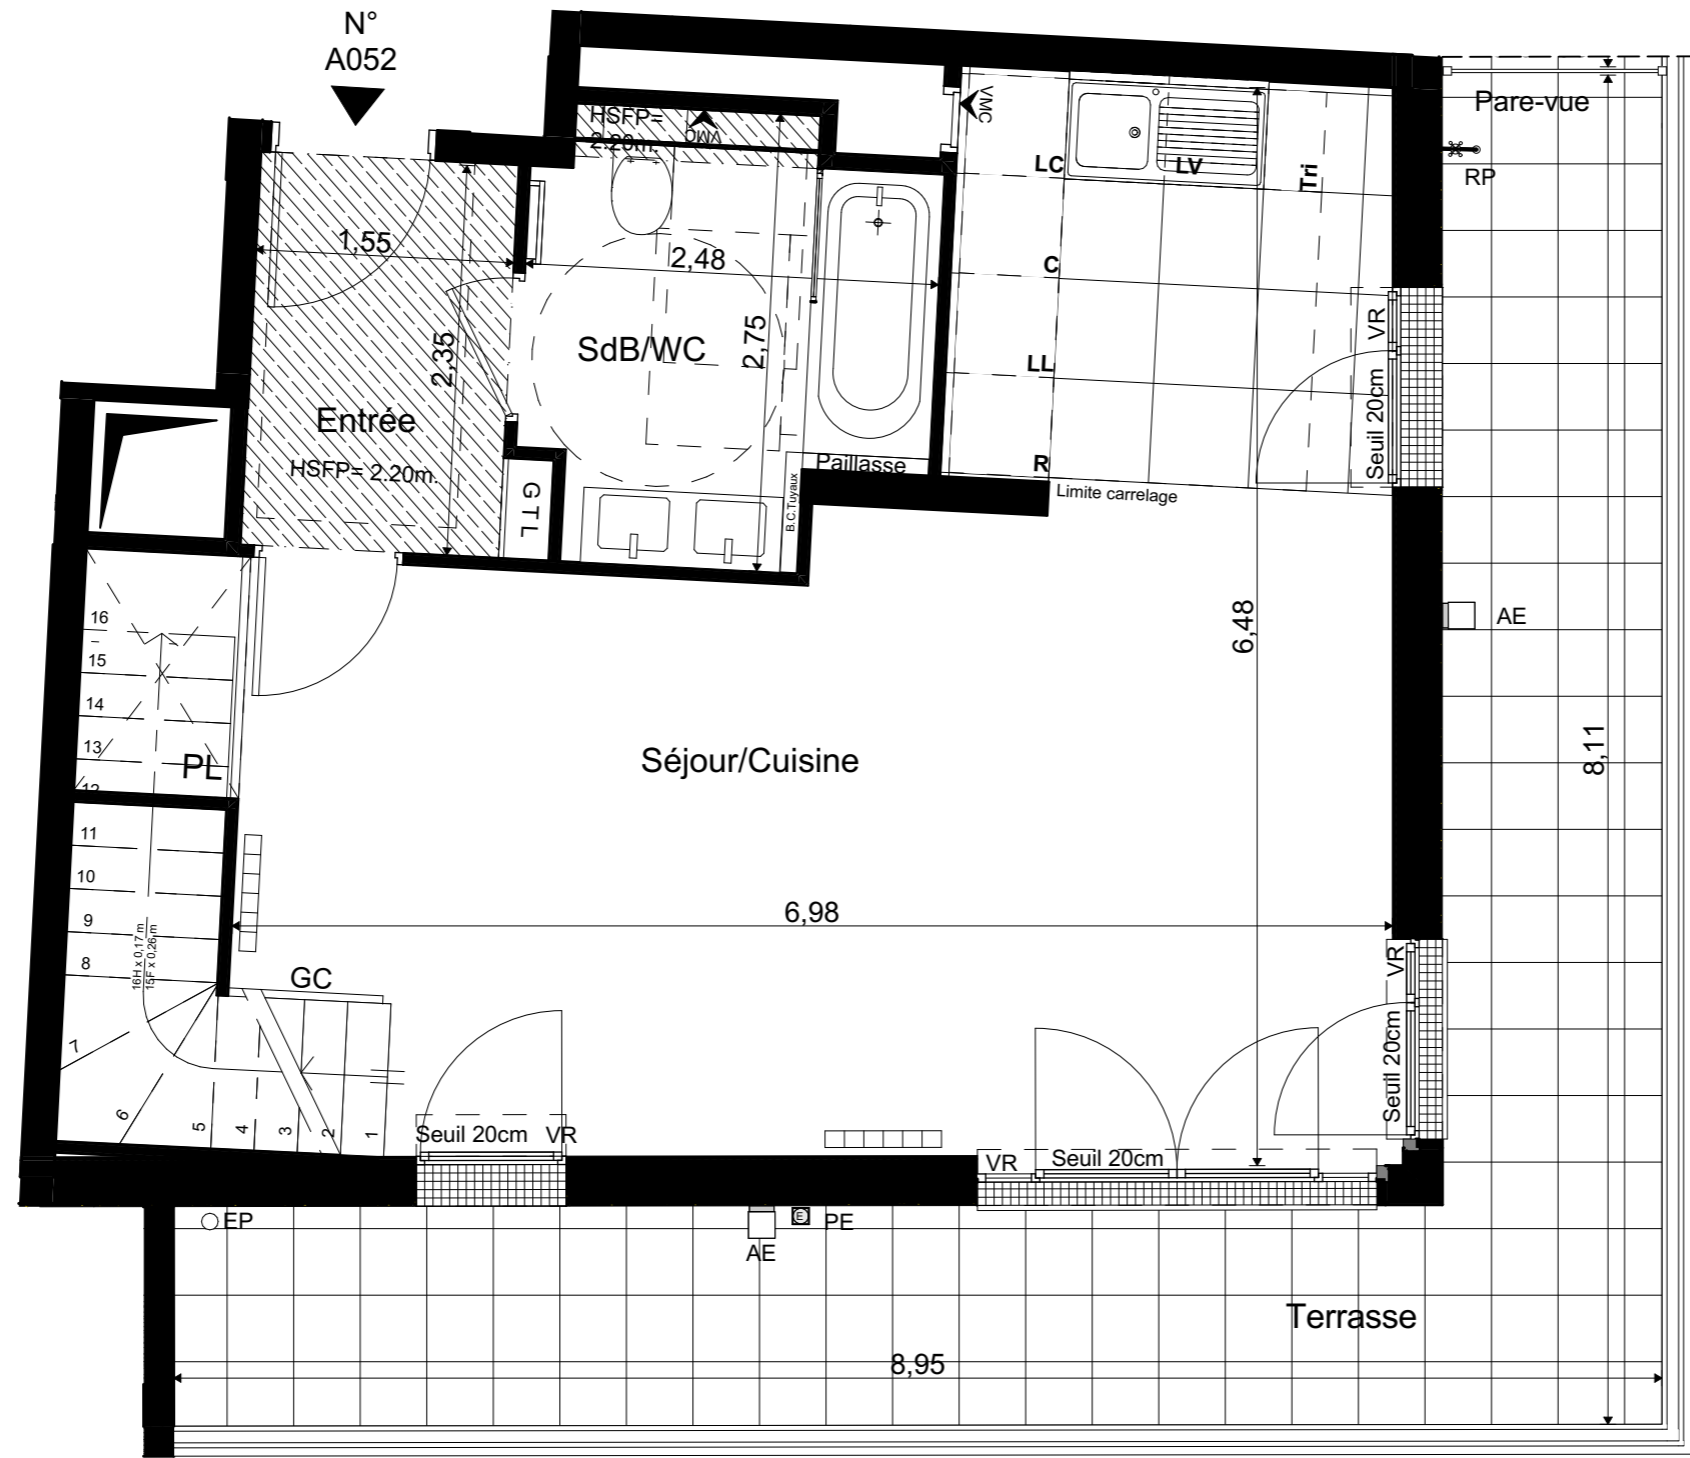 N°
A052
Pare-vue
HSFP=
2.20m.
VMC
VMC
LC
LV
Tri
RP
1,55
2,48
2,35
2,75
SdB/WC
C
VR
Seuil 20cm
LL
Entrée
HSFP= 2.20m.
Paillasse
R
GTL
B.C.Tuyaux
Limite carrelage
6,48
AE
16
15
14
13
12
PL
Séjour/Cuisine
8,11
11
10
9
8
16H x 0,17 m
15F x 0,26 m
6,98
GC
VR
Seuil 20cm
7
6
5
4
3
2
1
Seuil 20cm VR
VR Seuil 20cm
EP
AE
E
PE
Terrasse
8,95